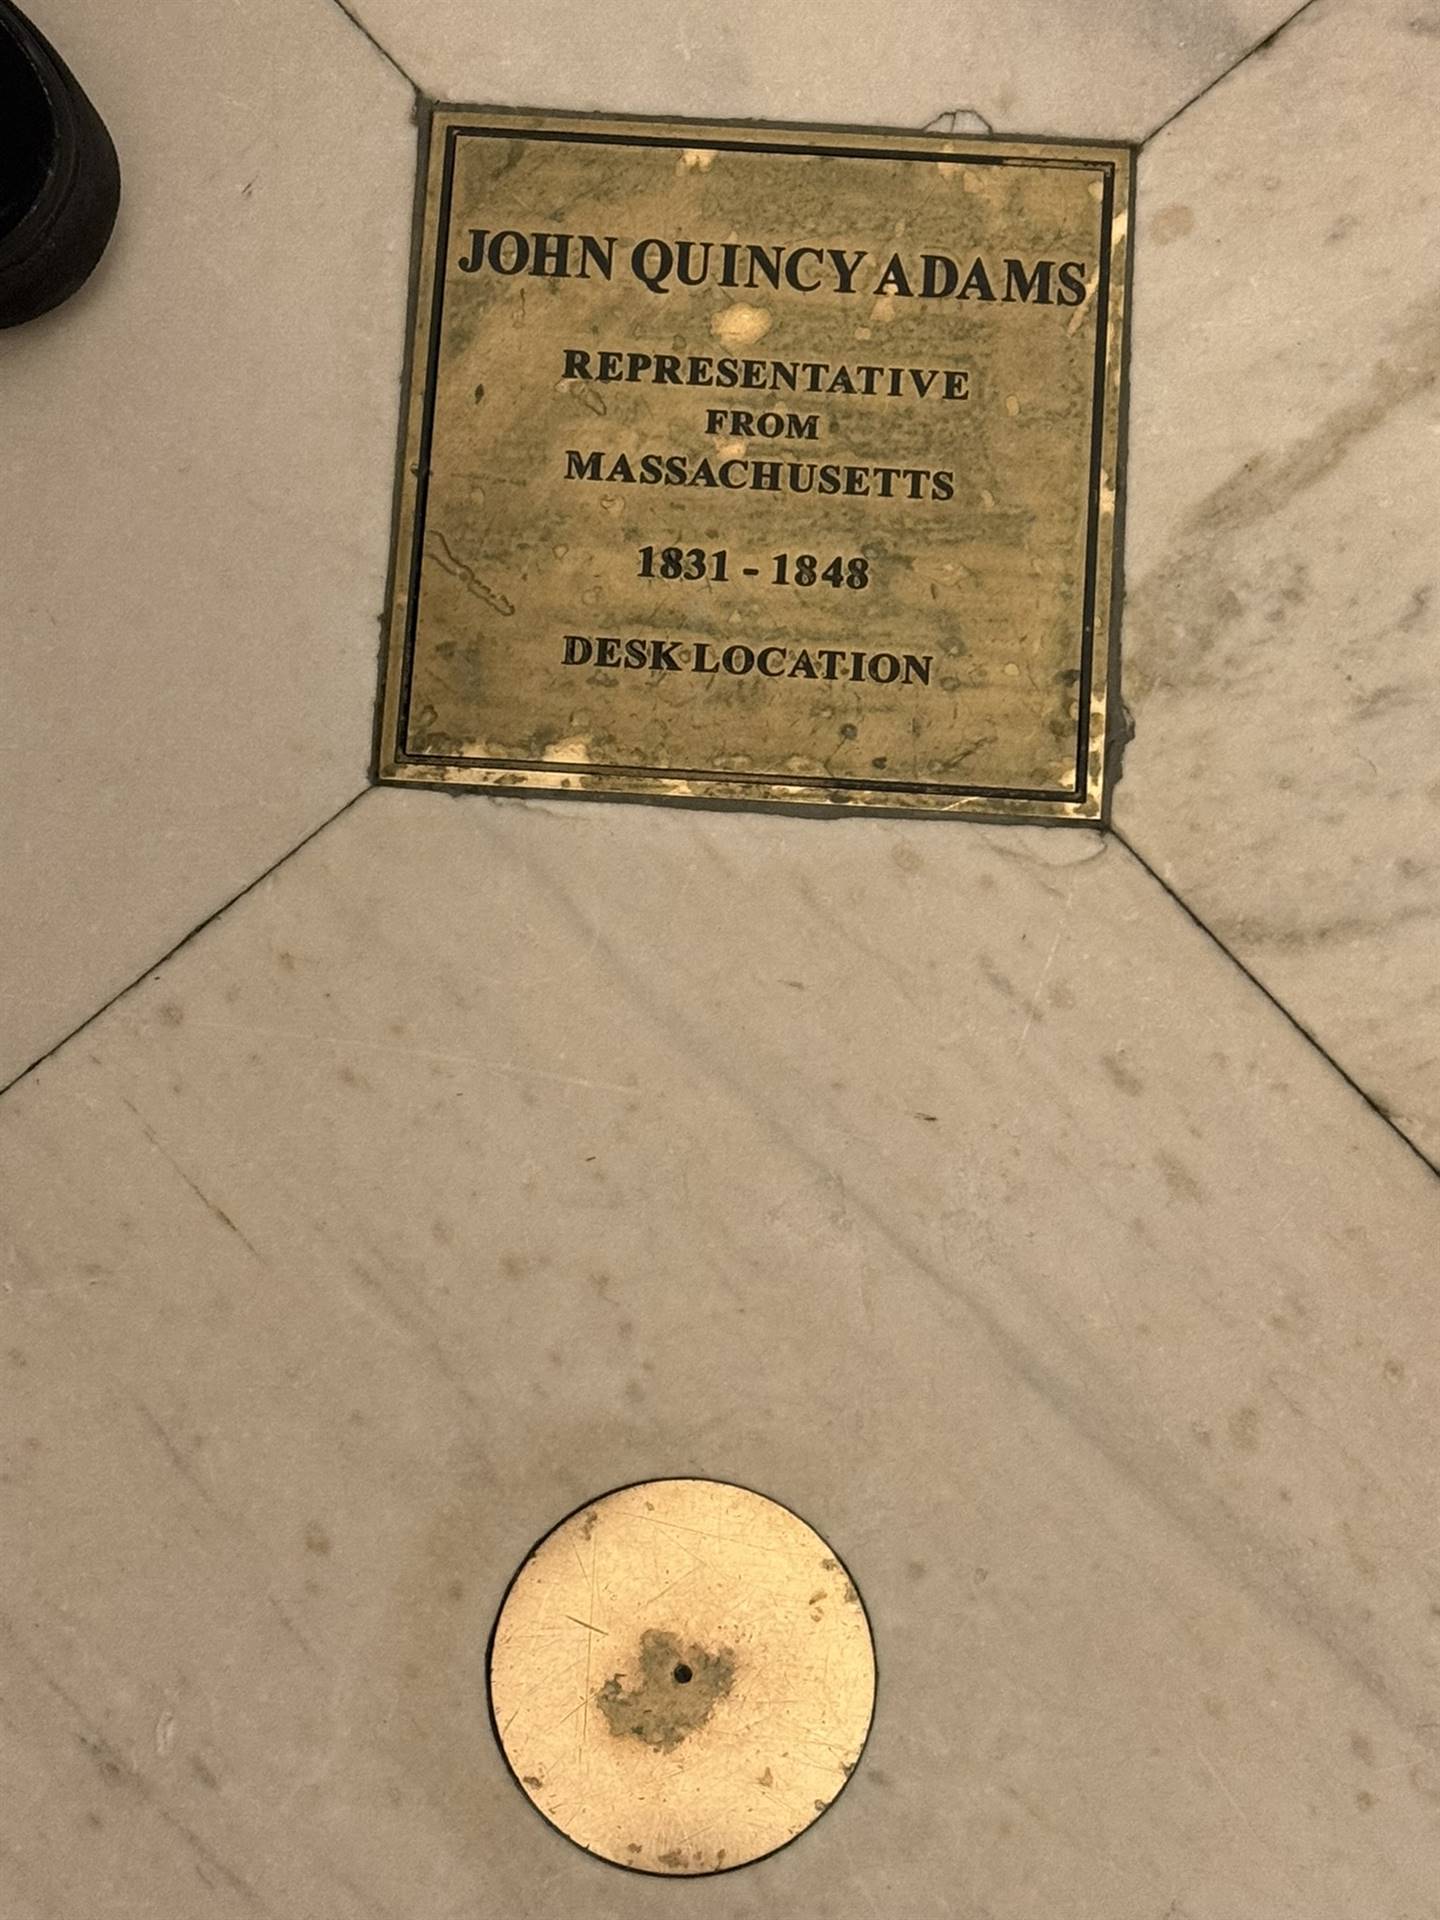 JOHN QUINCY ADAMS
REPRESENTATIVE
FROM
MASSACHUSETTS
1831 - 1848
DESK LOCATION